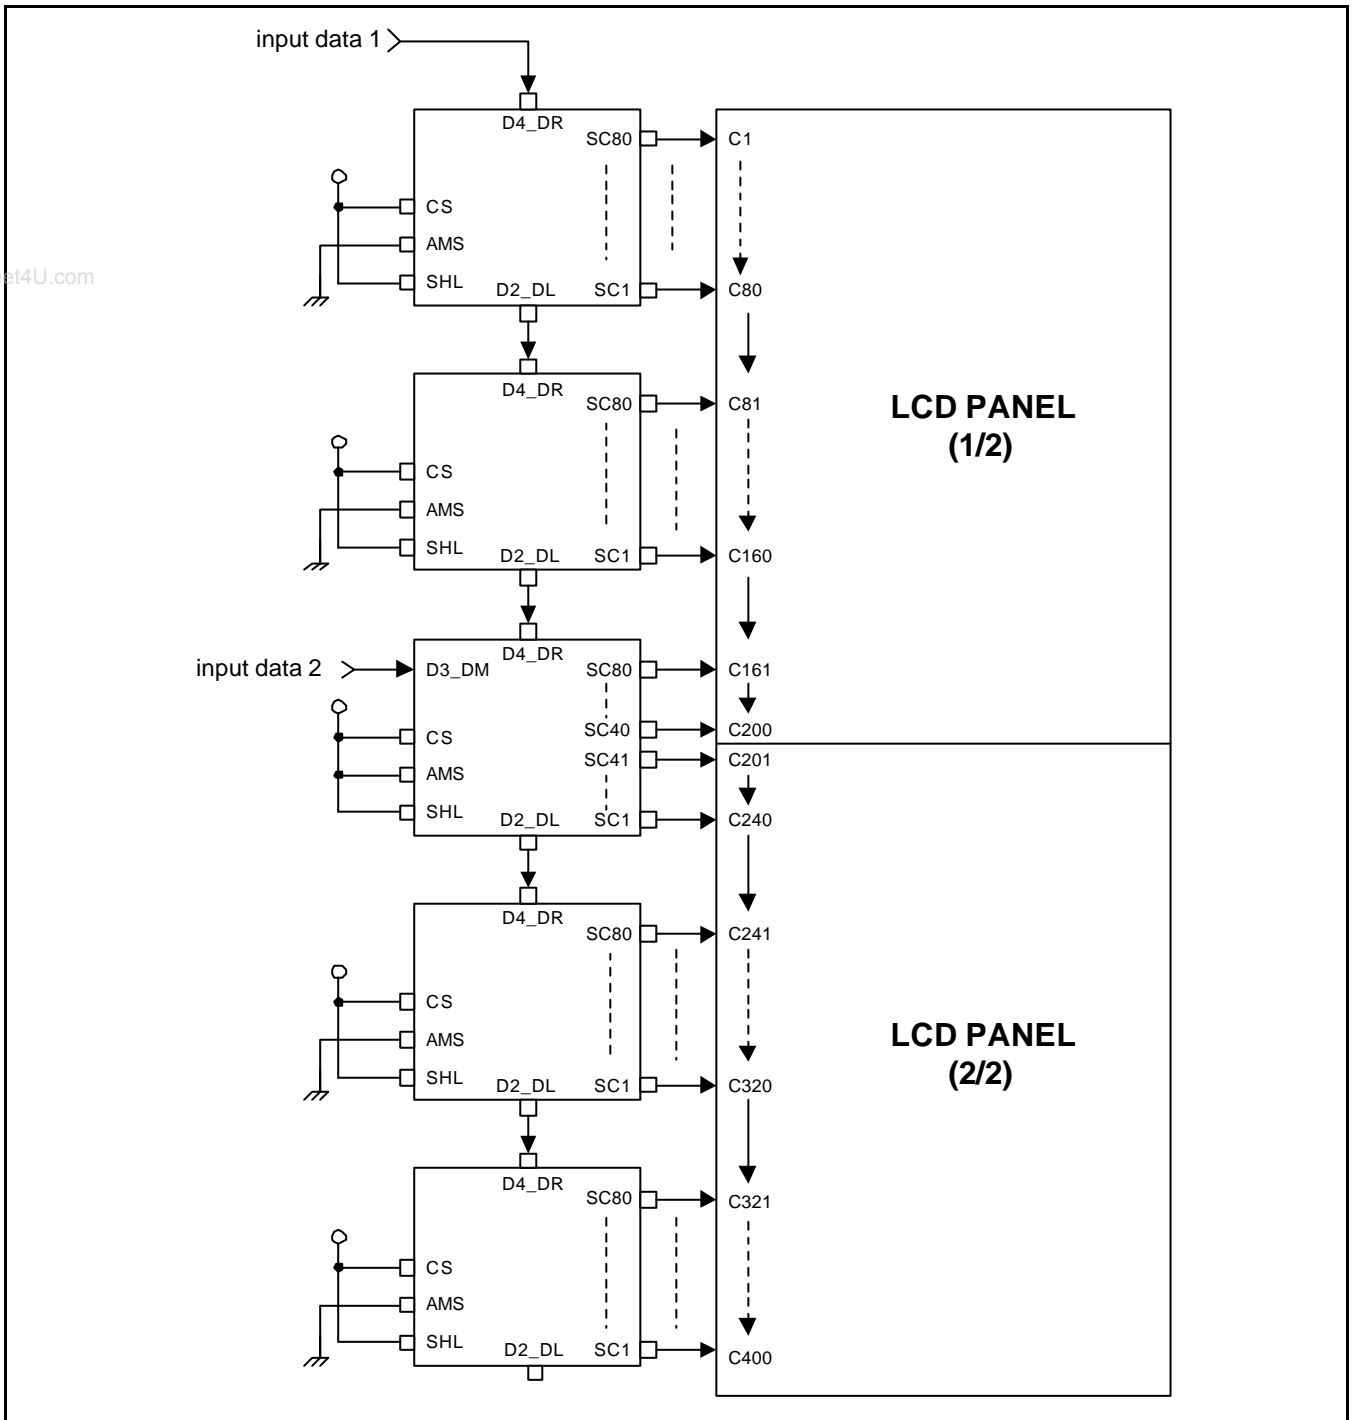 input data 1
D4_DR
SC80
C1
CS
AMS
et4U.com
SHL
D2_DL
SC1
C80
D4_DR
SC80
C81
LCD PANEL
(1/2)
CS
AMS
SHL
D2_DL
SC1
C160
D4_DR
input data 2
D3_DM
SC80
C161
SC40
C200
CS
SC41
C201
AMS
SHL
D2_DL
SC1
C240
D4_DR
SC80
C241
CS
AMS
LCD PANEL
(2/2)
SHL
D2_DL
SC1
C320
D4_DR
SC80
C321
CS
AMS
SHL
D2_DL
SC1
C400